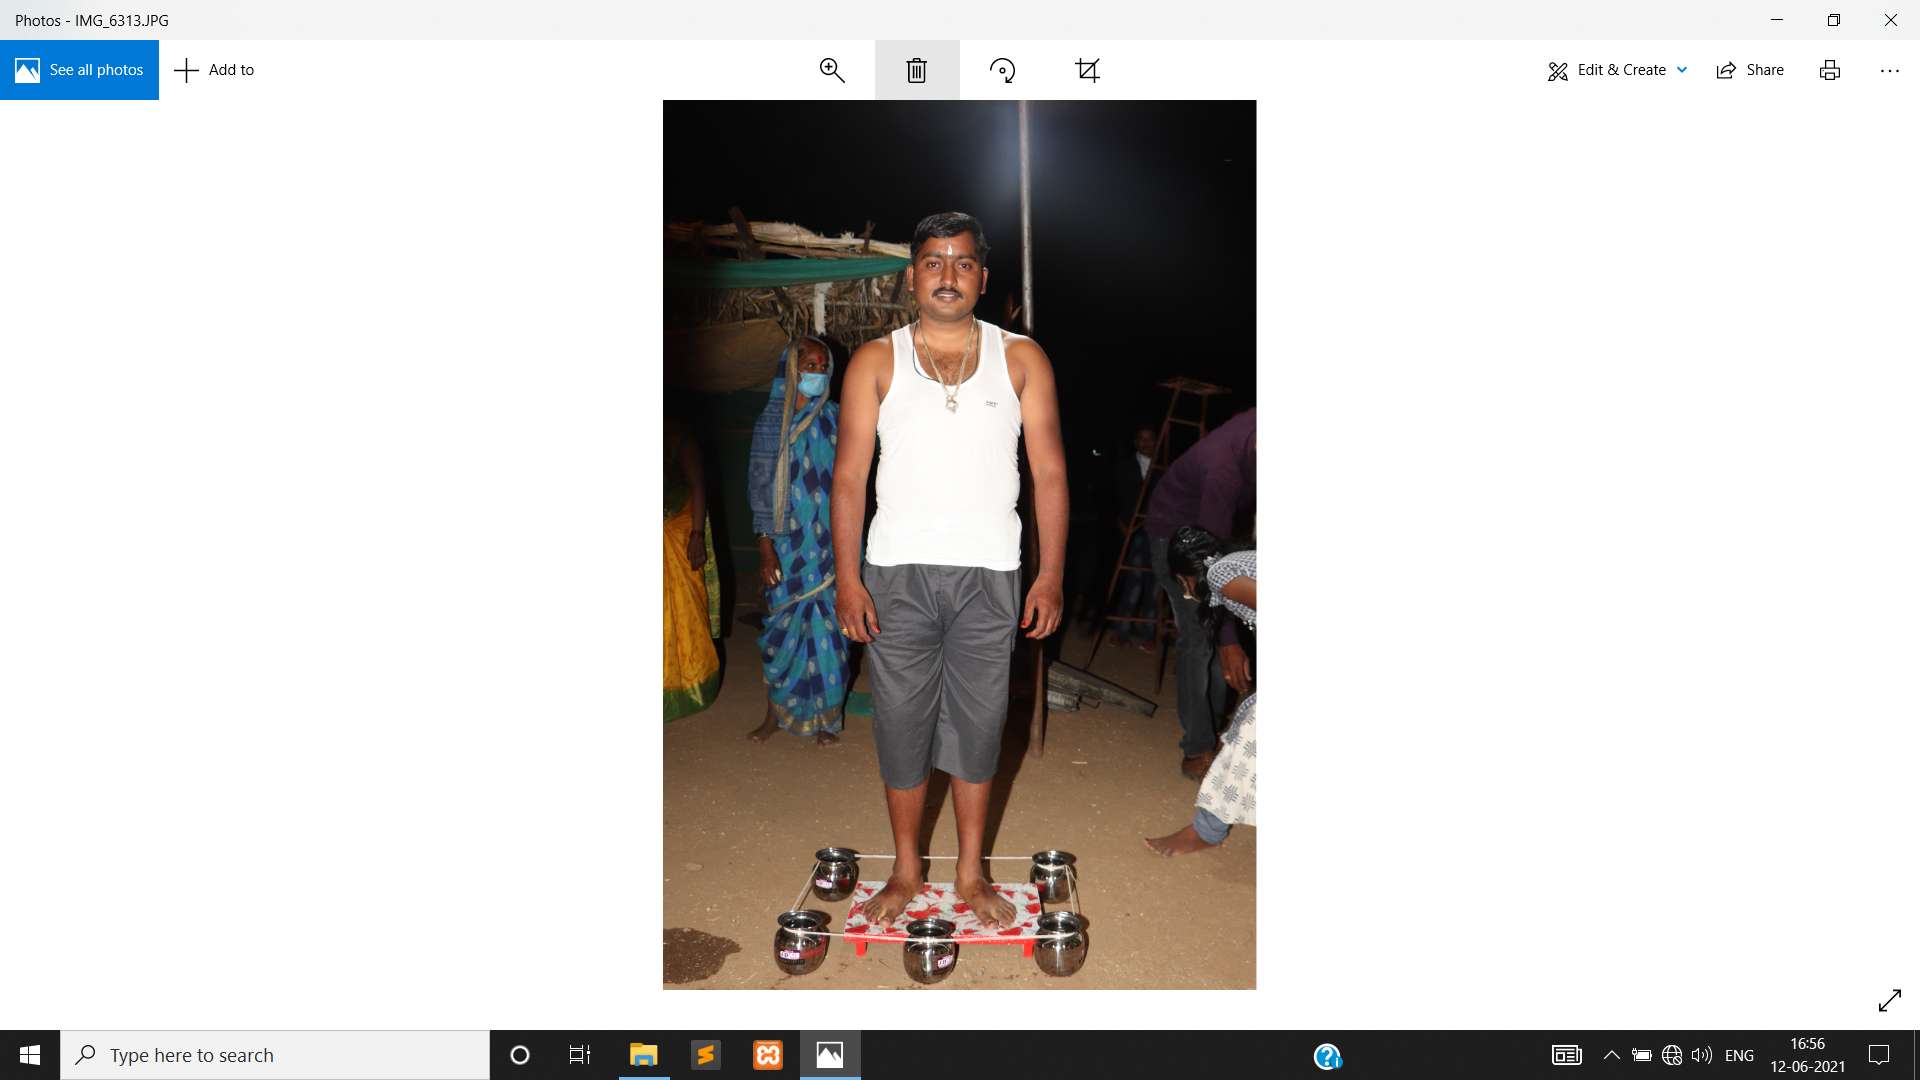 Photos - IMG_6313.JPG
See all photos
Add to
Edit & Create
Share
Type here to search
ENG
16:56
12-06-2021